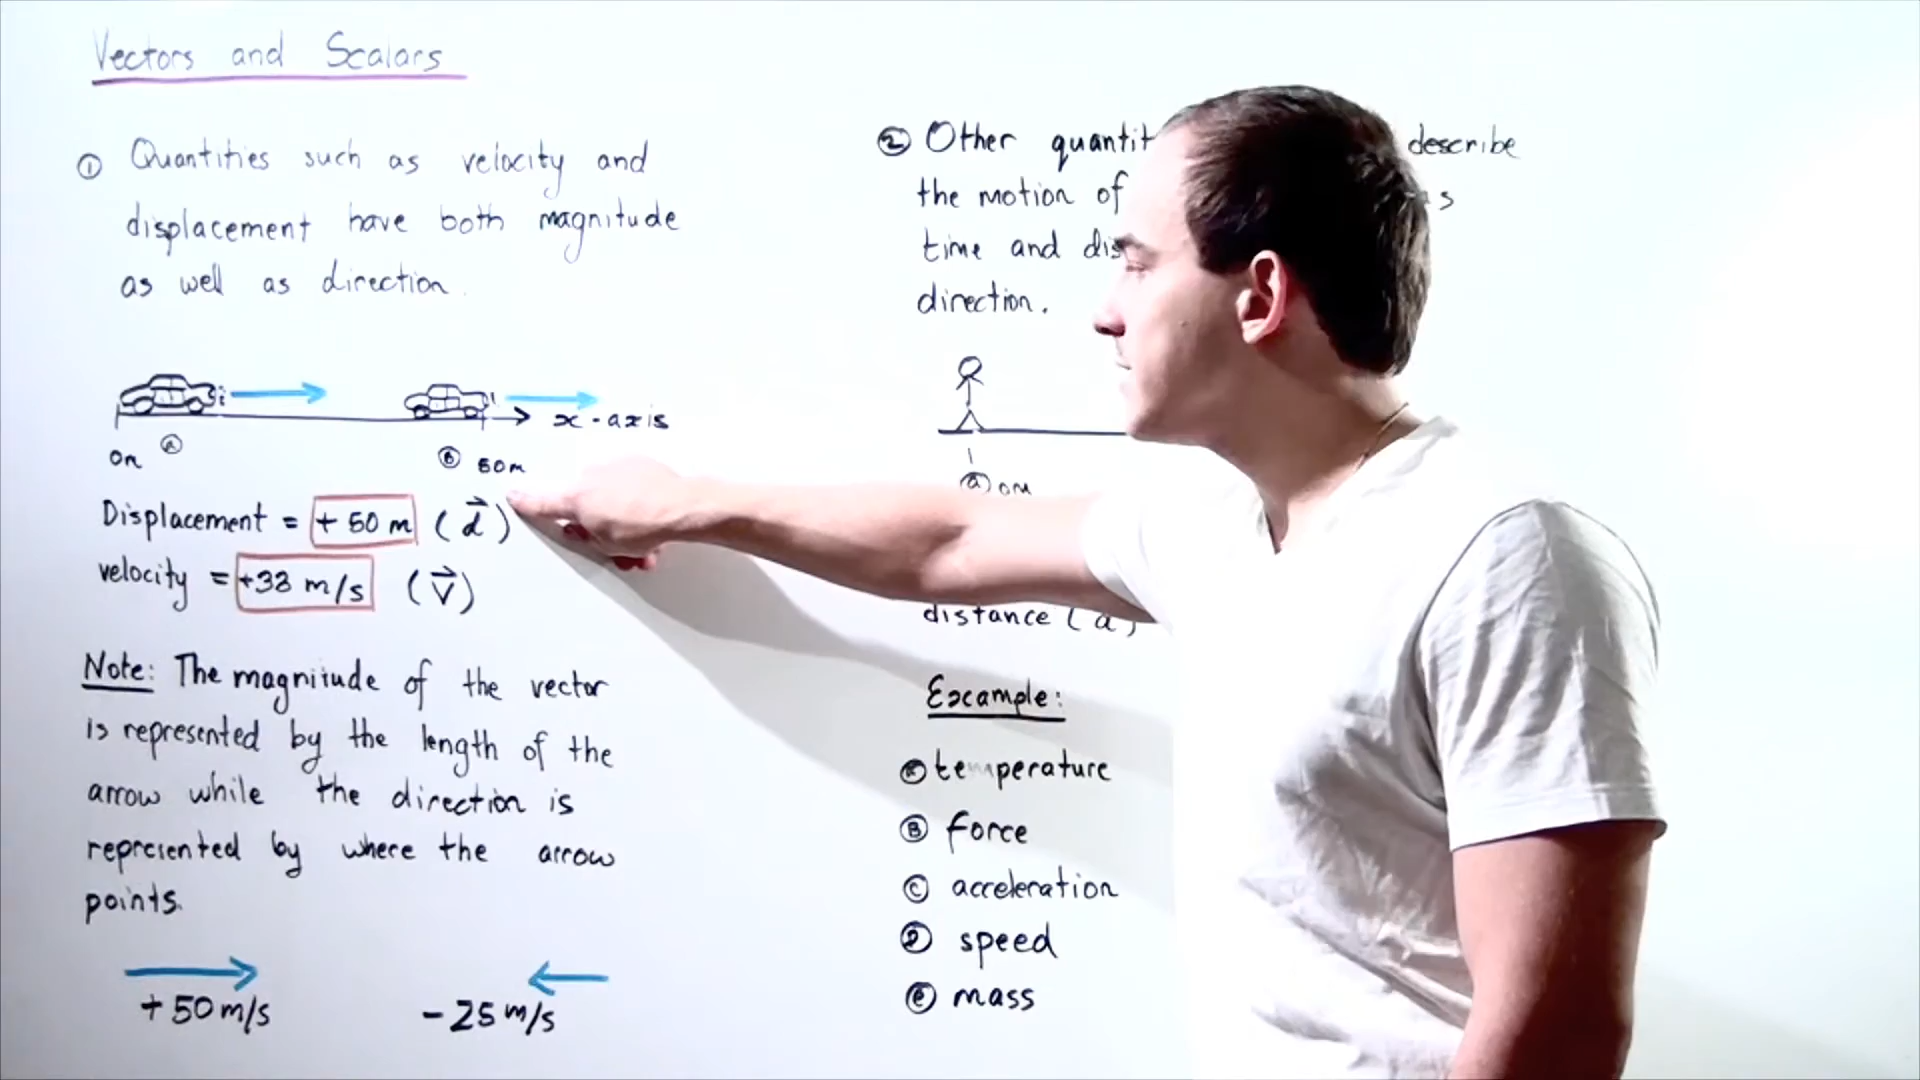 Vectors and Scalars
① Quantities such as velocity and
displacement have both magnitude
as well as direction.
x-axis
0m Ⓐ
Ⓑ 50m
Displacement = +50 m (d⃗)
velocity = +33 m/s (v⃗)
Note: The magnitude of the vector
is represented by the length of the
arrow while the direction is
represented by where the arrow
points.
+50 m/s
-25 m/s
② Other describe
the motion of
time and
direction.
ⓐ 0m
distance (d)
Example:
temperature
Ⓑ force
Ⓒ acceleration
Ⓓ speed
ⓔ mass